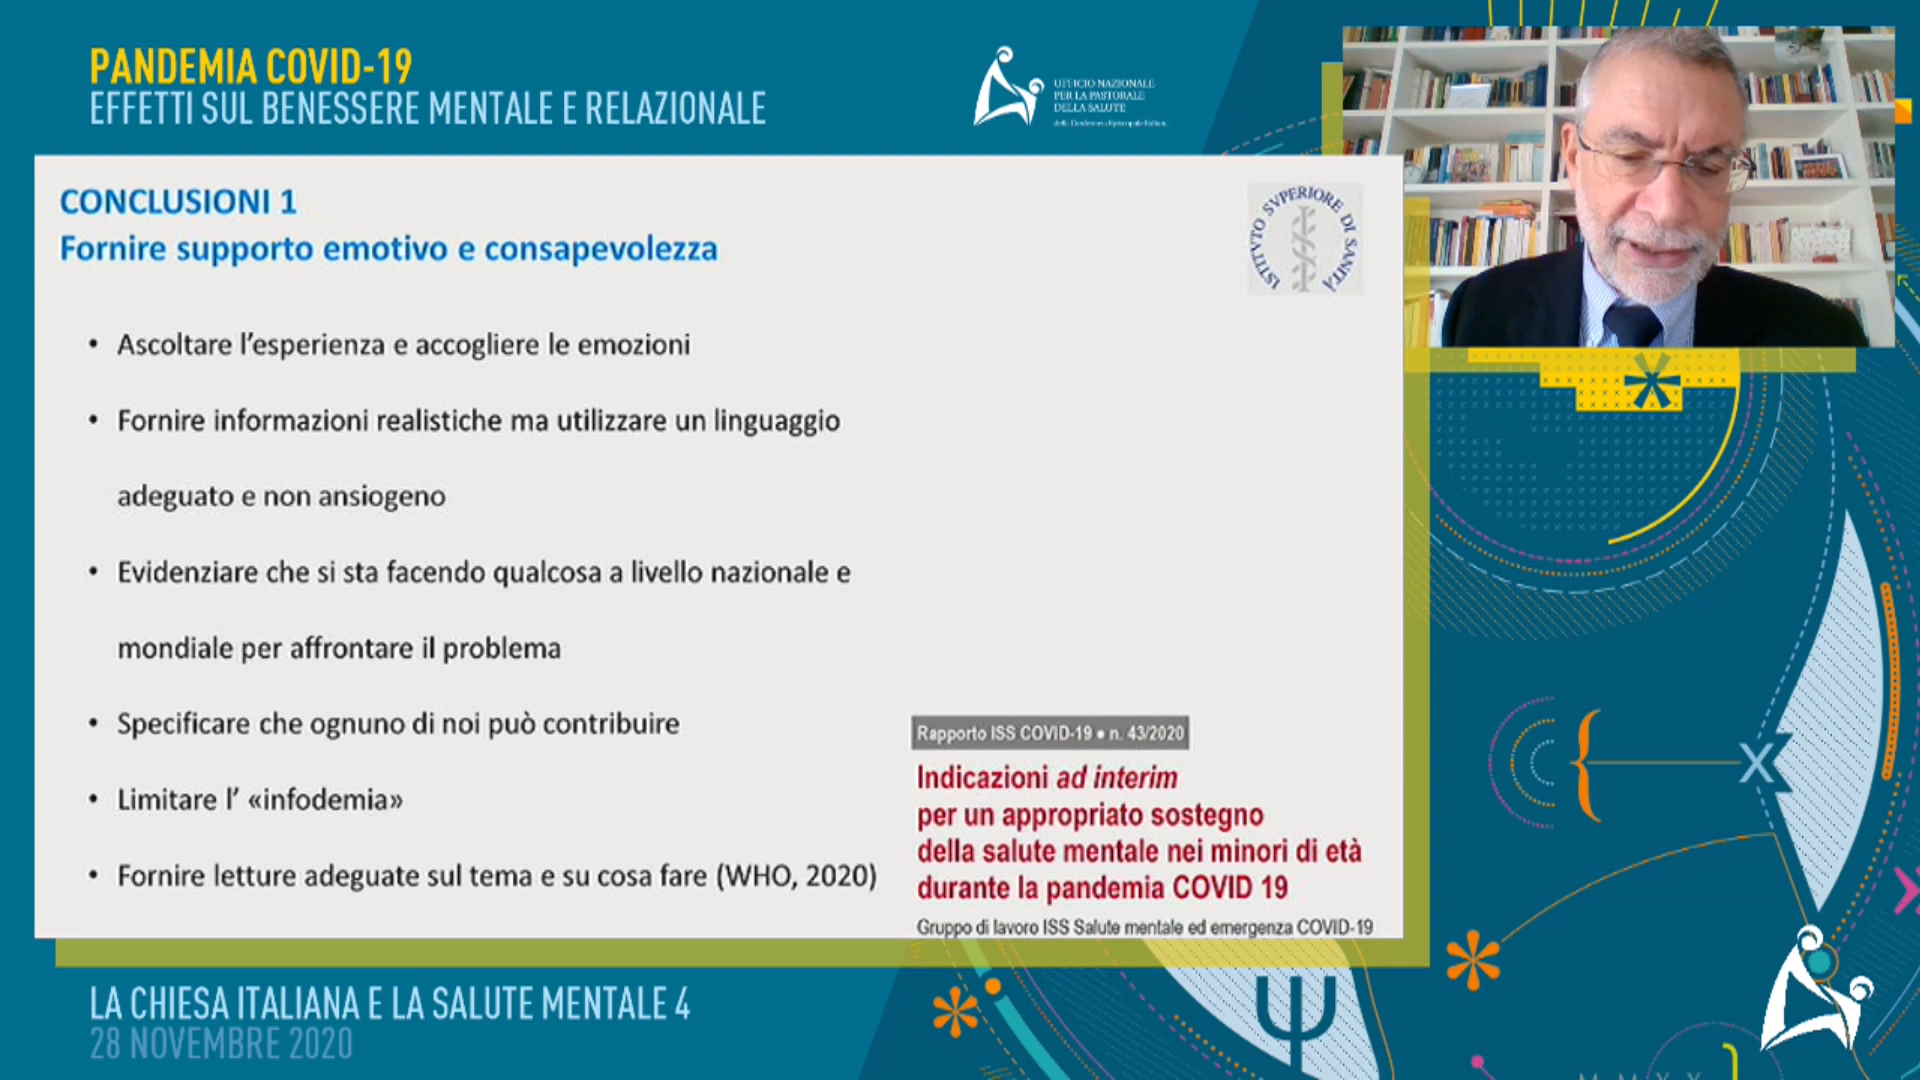 PANDEMIA COVID-19
EFFETTI SUL BENESSERE MENTALE E RELAZIONALE
UFFICIO NAZIONALE
PER LA PASTORALE
DELLA SALUTE
della Conferenza Episcopale Italiana
CONCLUSIONI 1
Fornire supporto emotivo e consapevolezza
ISTITVTO SVPERIORE DI SANITÀ
• Ascoltare l’esperienza e accogliere le emozioni
• Fornire informazioni realistiche ma utilizzare un linguaggio
adeguato e non ansiogeno
• Evidenziare che si sta facendo qualcosa a livello nazionale e
mondiale per affrontare il problema
• Specificare che ognuno di noi può contribuire
• Limitare l’ «infodemia»
• Fornire letture adeguate sul tema e su cosa fare (WHO, 2020)
Rapporto ISS COVID-19 • n. 43/2020
Indicazioni ad interim
per un appropriato sostegno
della salute mentale nei minori di età
durante la pandemia COVID 19
Gruppo di lavoro ISS Salute mentale ed emergenza COVID-19
LA CHIESA ITALIANA E LA SALUTE MENTALE 4
28 NOVEMBRE 2020
{
X
Ψ